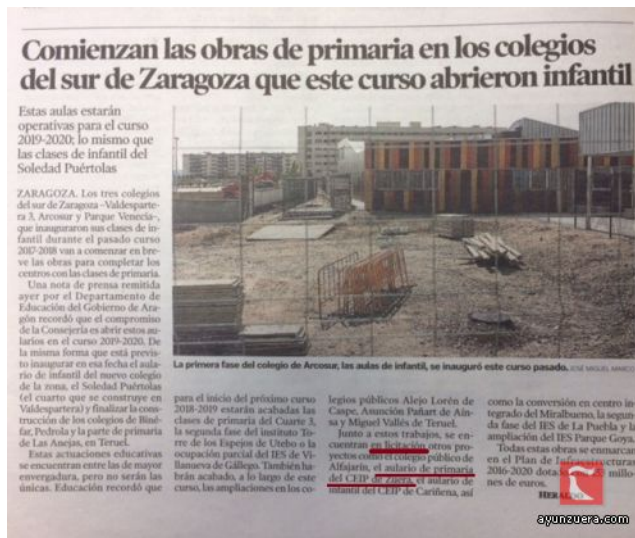 Comienzan las obras de primaria en los colegios
del sur de Zaragoza que este curso abrieron infantil
Estas aulas estarán
operativas para el curso
2019-2020; lo mismo que
las clases de infantil del
Soledad Puértolas
ZARAGOZA. Los tres colegios
del sur de Zaragoza –Valdesparte-
ra 3, Arcosur y Parque Venecia–,
que inauguraron sus clases de in-
fantil durante el pasado curso
2017-2018 van a comenzar en bre-
ve las obras para completar los
centros con las clases de primaria.
Una nota de prensa remitida
ayer por el Departamento de
Educación del Gobierno de Ara-
gón recordó que el compromiso
de la Consejería es abrir estos au-
larios en el curso 2019-2020. De
la misma forma que está previs-
to inaugurar en esa fecha el aula-
rio de infantil del nuevo colegio
de la zona, el Soledad Puértolas
(el cuarto que se construye en
Valdespartera) y finalizar la cons-
trucción de los colegios de Biné-
far, Pedrola y la parte de primaria
de Las Anejas, en Teruel.
Estas actuaciones educativas
se encuentran entre las de mayor
envergadura, pero no serán las
únicas. Educación recordó que
La primera fase del colegio de Arcosur, las aulas de infantil, se inauguró este curso pasado. JOSÉ MIGUEL MARCO
para el inicio del próximo curso
2018-2019 estarán acabadas las
clases de primaria del Cuarte 3,
la segunda fase del instituto To-
rre de los Espejos de Utebo o la
ocupación parcial del IES de Vi-
llanueva de Gállego. También ha-
brán acabado, a lo largo de este
curso, las ampliaciones en los co-
legios públicos Alejo Lorén de
Caspe, Asunción Pañart de Aín-
sa y Miguel Vallés de Teruel.
Junto a estos trabajos, se en-
cuentran en licitación otros pro-
yectos como el colegio público de
Alfajarín, el aulario de primaria
del CEIP de Zuera, el aulario de
infantil del CEIP de Cariñena, así
como la conversión en centro in-
tegrado del Miralbueno, la segun-
da fase del IES de La Puebla y la
ampliación del IES Parque Goya.
Todas estas obras se enmarcan
en el Plan de Infraestructuras
2016-2020 dotado millo-
nes de euros.
HERALDO
ayunzuera.com